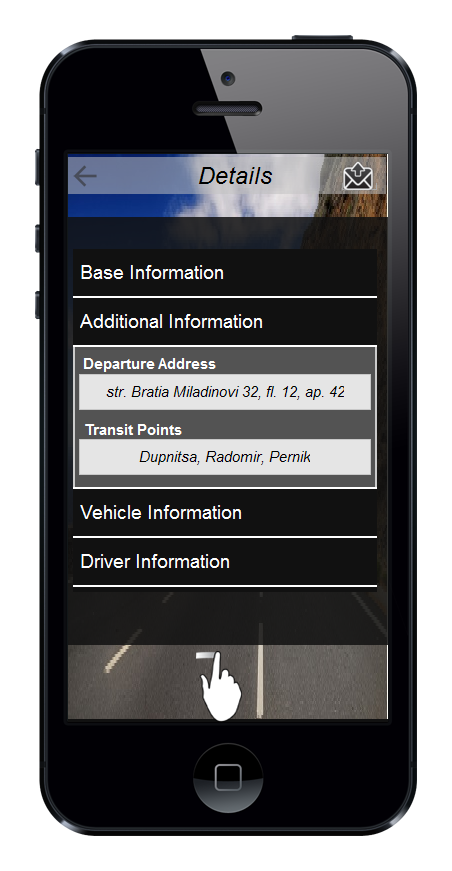 Details
Base Information
Additional Information
Departure Address
str. Bratia Miladinovi 32, fl. 12, ap. 42
Transit Points
Dupnitsa, Radomir, Pernik
Vehicle Information
Driver Information